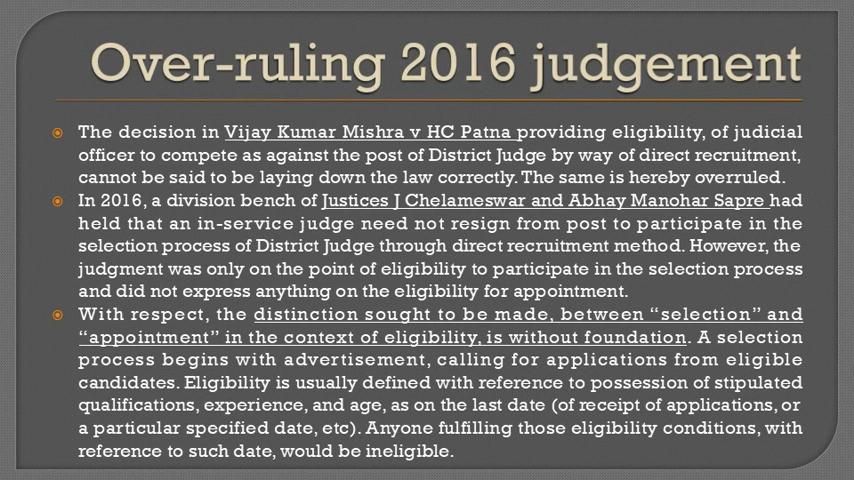 Over-ruling 2016 judgement
The decision in Vijay Kumar Mishra v HC Patna providing eligibility, of judicial
officer to compete as against the post of District Judge by way of direct recruitment,
cannot be said to be laying down the law correctly. The same is hereby overruled.
In 2016, a division bench of Justices J Chelameswar and Abhay Manohar Sapre had
held that an in-service judge need not resign from post to participate in the
selection process of District Judge through direct recruitment method. However, the
judgment was only on the point of eligibility to participate in the selection process
and did not express anything on the eligibility for appointment.
With respect, the distinction sought to be made, between “selection” and
“appointment” in the context of eligibility, is without foundation. A selection
process begins with advertisement, calling for applications from eligible
candidates. Eligibility is usually defined with reference to possession of stipulated
qualifications, experience, and age, as on the last date (of receipt of applications, or
a particular specified date, etc). Anyone fulfilling those eligibility conditions, with
reference to such date, would be ineligible.